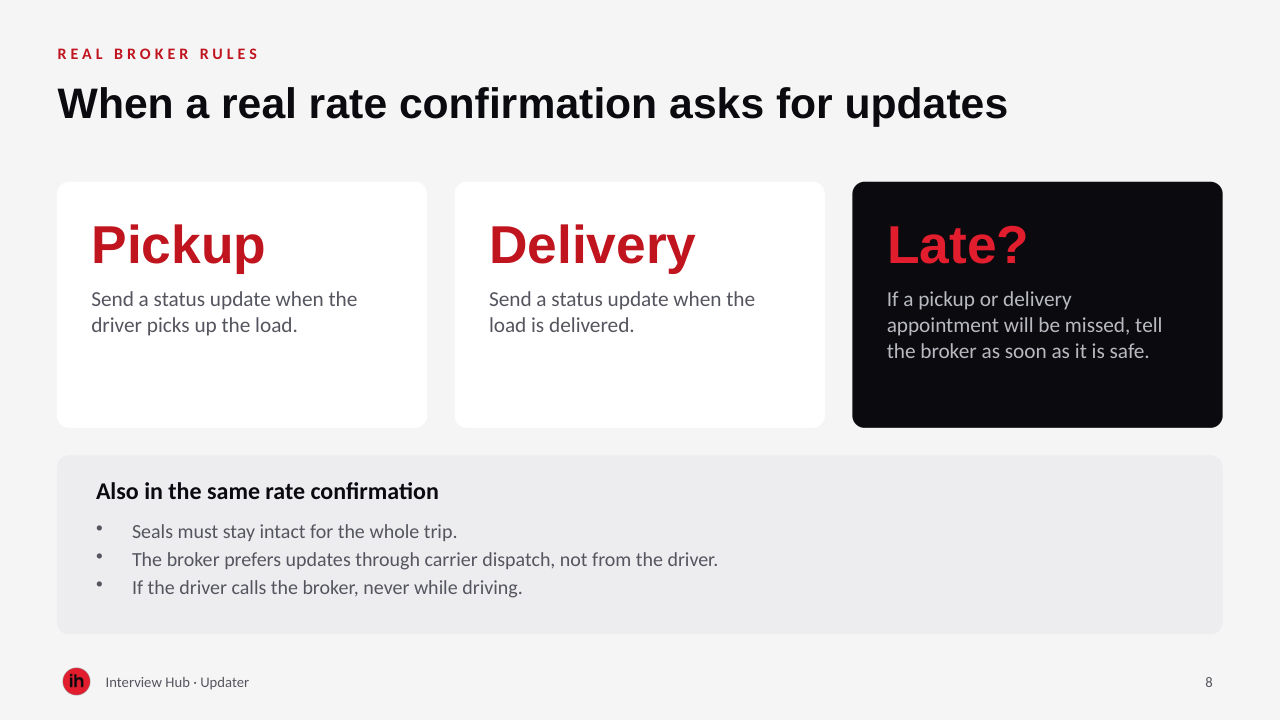 REAL BROKER RULES
When a real rate confirmation asks for updates
Pickup
Send a status update when the
driver picks up the load.
Delivery
Send a status update when the
load is delivered.
Late?
If a pickup or delivery
appointment will be missed, tell
the broker as soon as it is safe.
Also in the same rate confirmation
• Seals must stay intact for the whole trip.
• The broker prefers updates through carrier dispatch, not from the driver.
• If the driver calls the broker, never while driving.
ih
Interview Hub · Updater
8